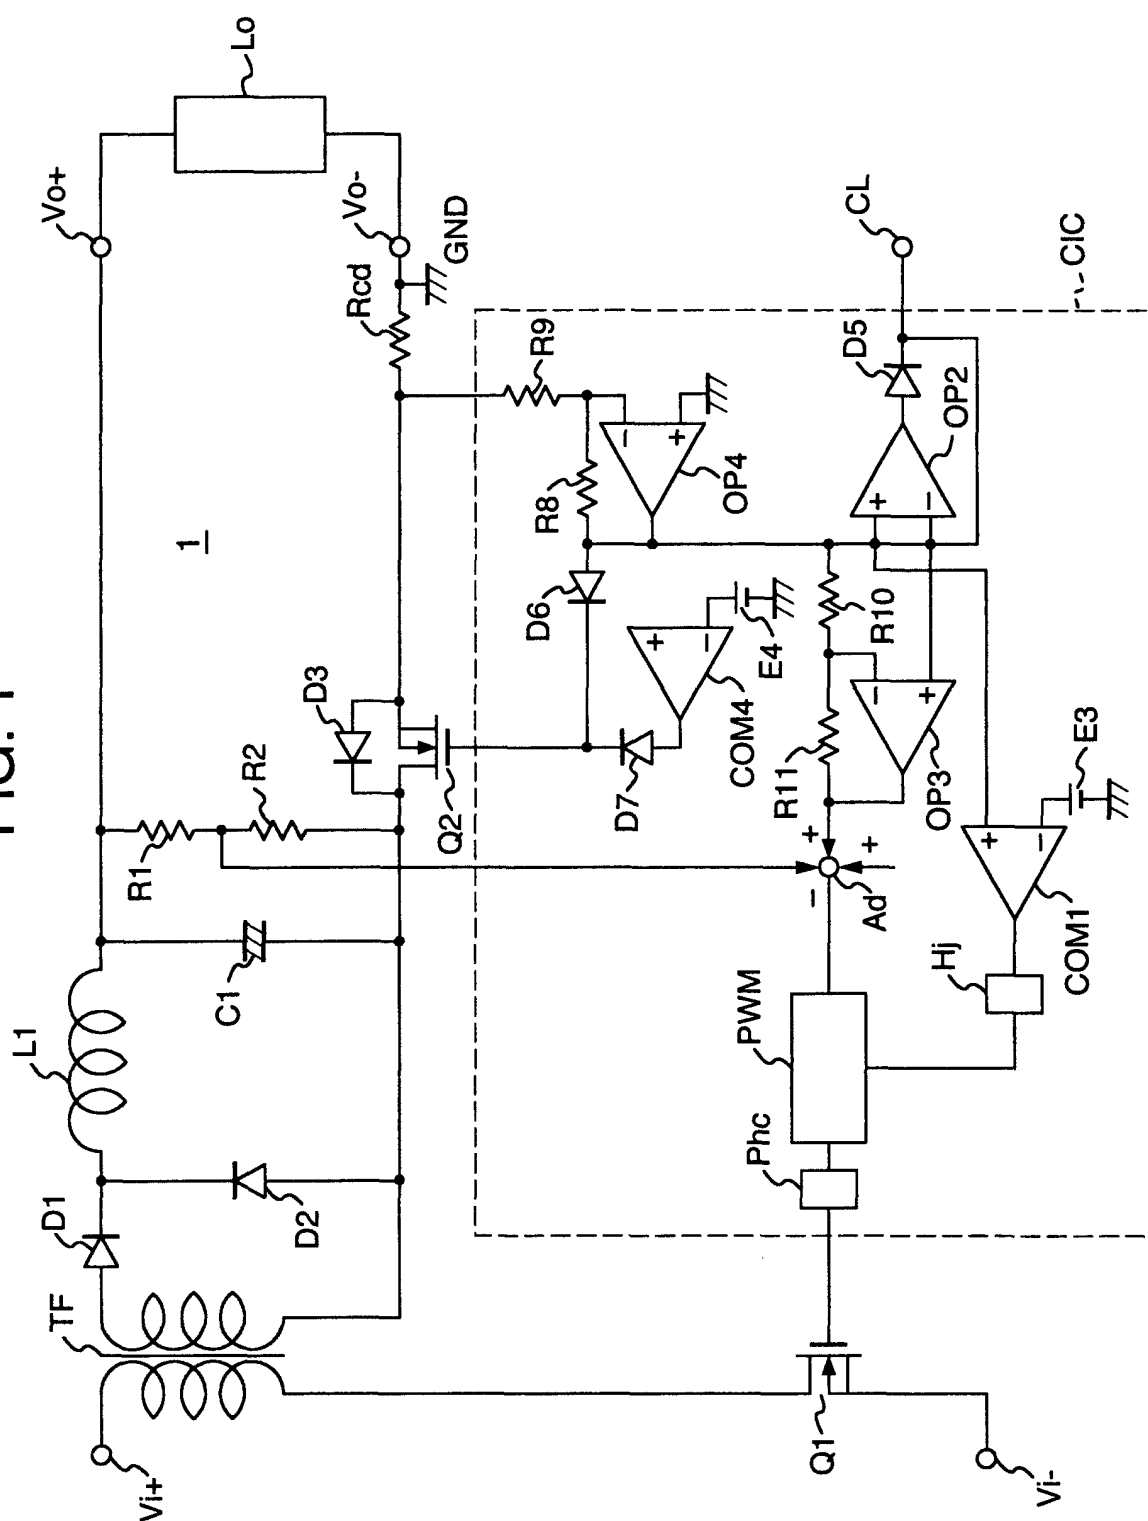 FIG. 1
1
Vi+
TF
D1
L1
D2
C1
R1
R2
D3
Q2
Rcd
GND
Vo+
Vo-
Lo
Vi-
Q1
Phc
PWM
Hj
COM1
E3
Ad
+
+
-
R11
R10
OP3
-
+
D7
COM4
+
-
E4
D6
R8
R9
OP4
-
+
OP2
+
-
D5
CL
CIC
+
-